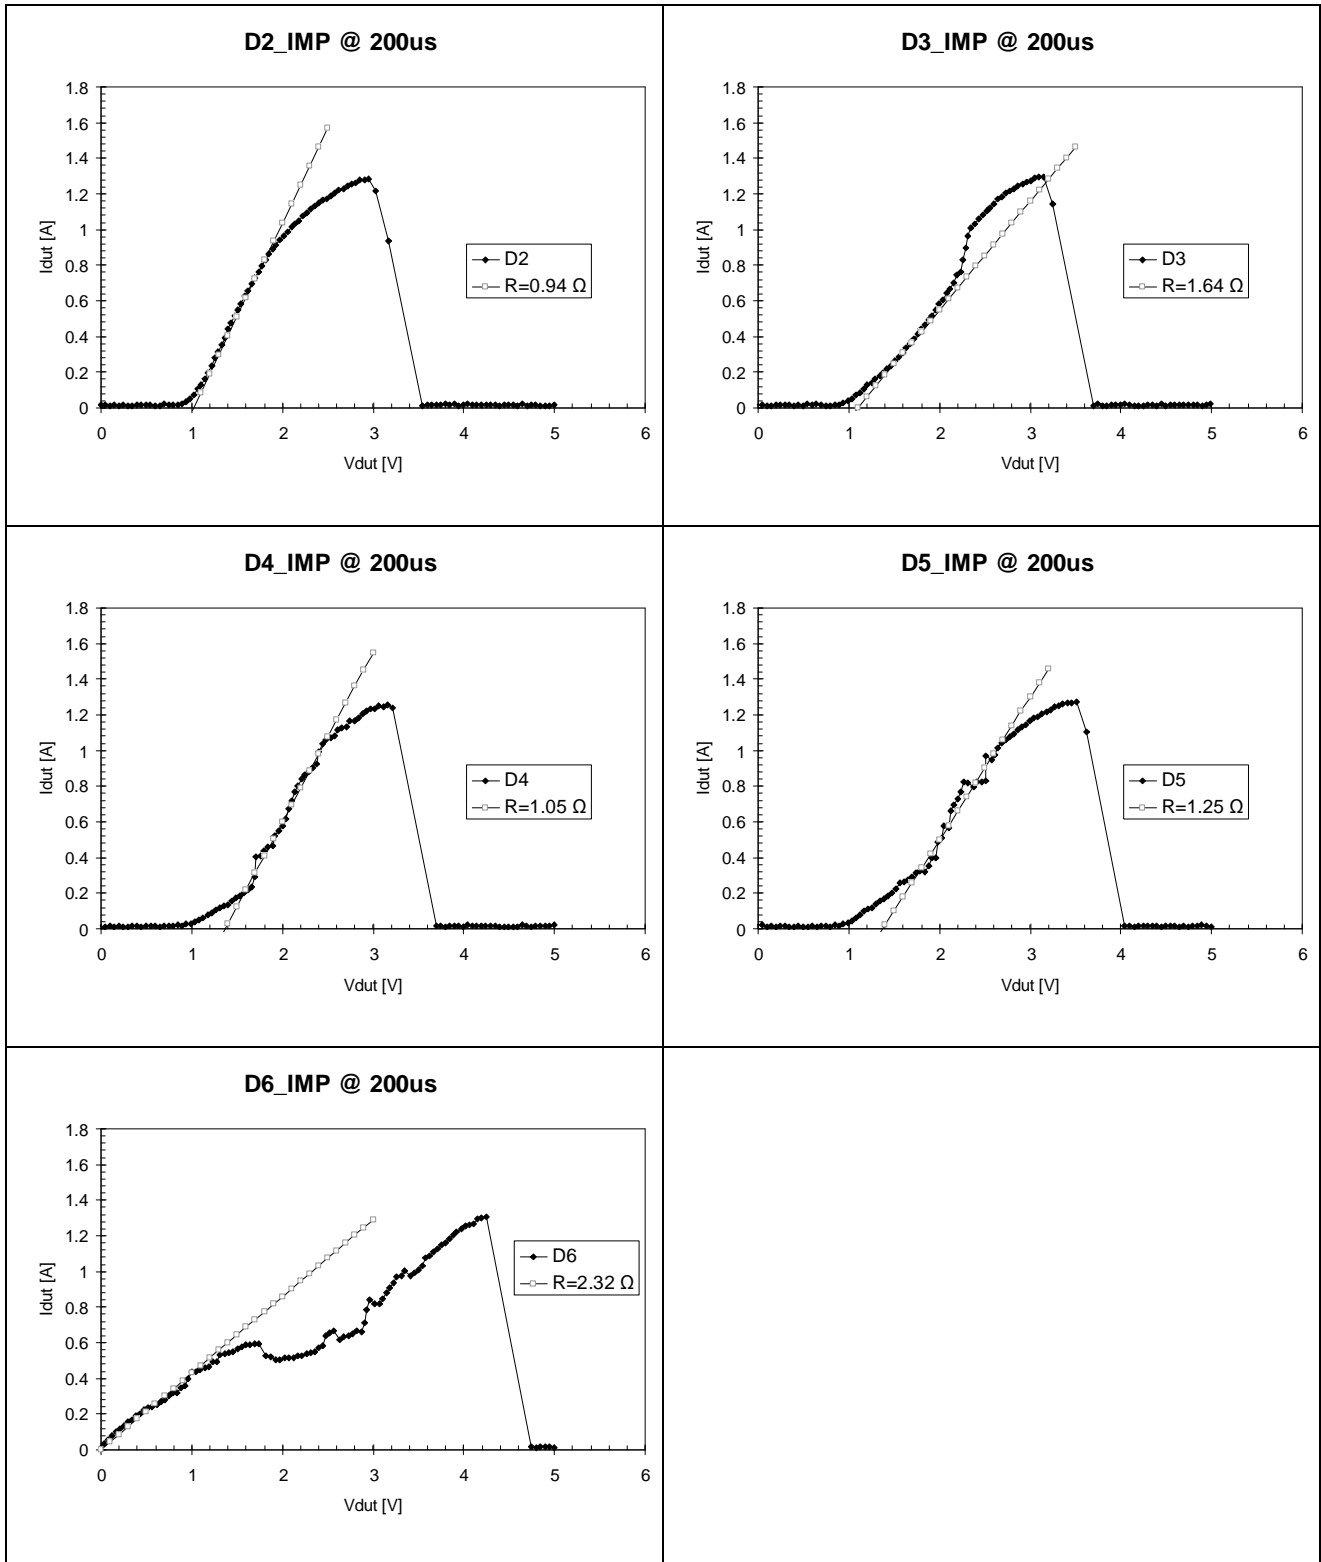 D2_IMP @ 200us
1.8
1.6
1.4
1.2
1
0.8
0.6
0.4
0.2
0
Idut [A]
0 1 2 3 4 5 6
Vdut [V]
D2
R=0.94 Ω
D3_IMP @ 200us
1.8
1.6
1.4
1.2
1
0.8
0.6
0.4
0.2
0
Idut [A]
0 1 2 3 4 5 6
Vdut [V]
D3
R=1.64 Ω
D4_IMP @ 200us
1.8
1.6
1.4
1.2
1
0.8
0.6
0.4
0.2
0
Idut [A]
0 1 2 3 4 5 6
Vdut [V]
D4
R=1.05 Ω
D5_IMP @ 200us
1.8
1.6
1.4
1.2
1
0.8
0.6
0.4
0.2
0
Idut [A]
0 1 2 3 4 5 6
Vdut [V]
D5
R=1.25 Ω
D6_IMP @ 200us
1.8
1.6
1.4
1.2
1
0.8
0.6
0.4
0.2
0
Idut [A]
0 1 2 3 4 5 6
Vdut [V]
D6
R=2.32 Ω